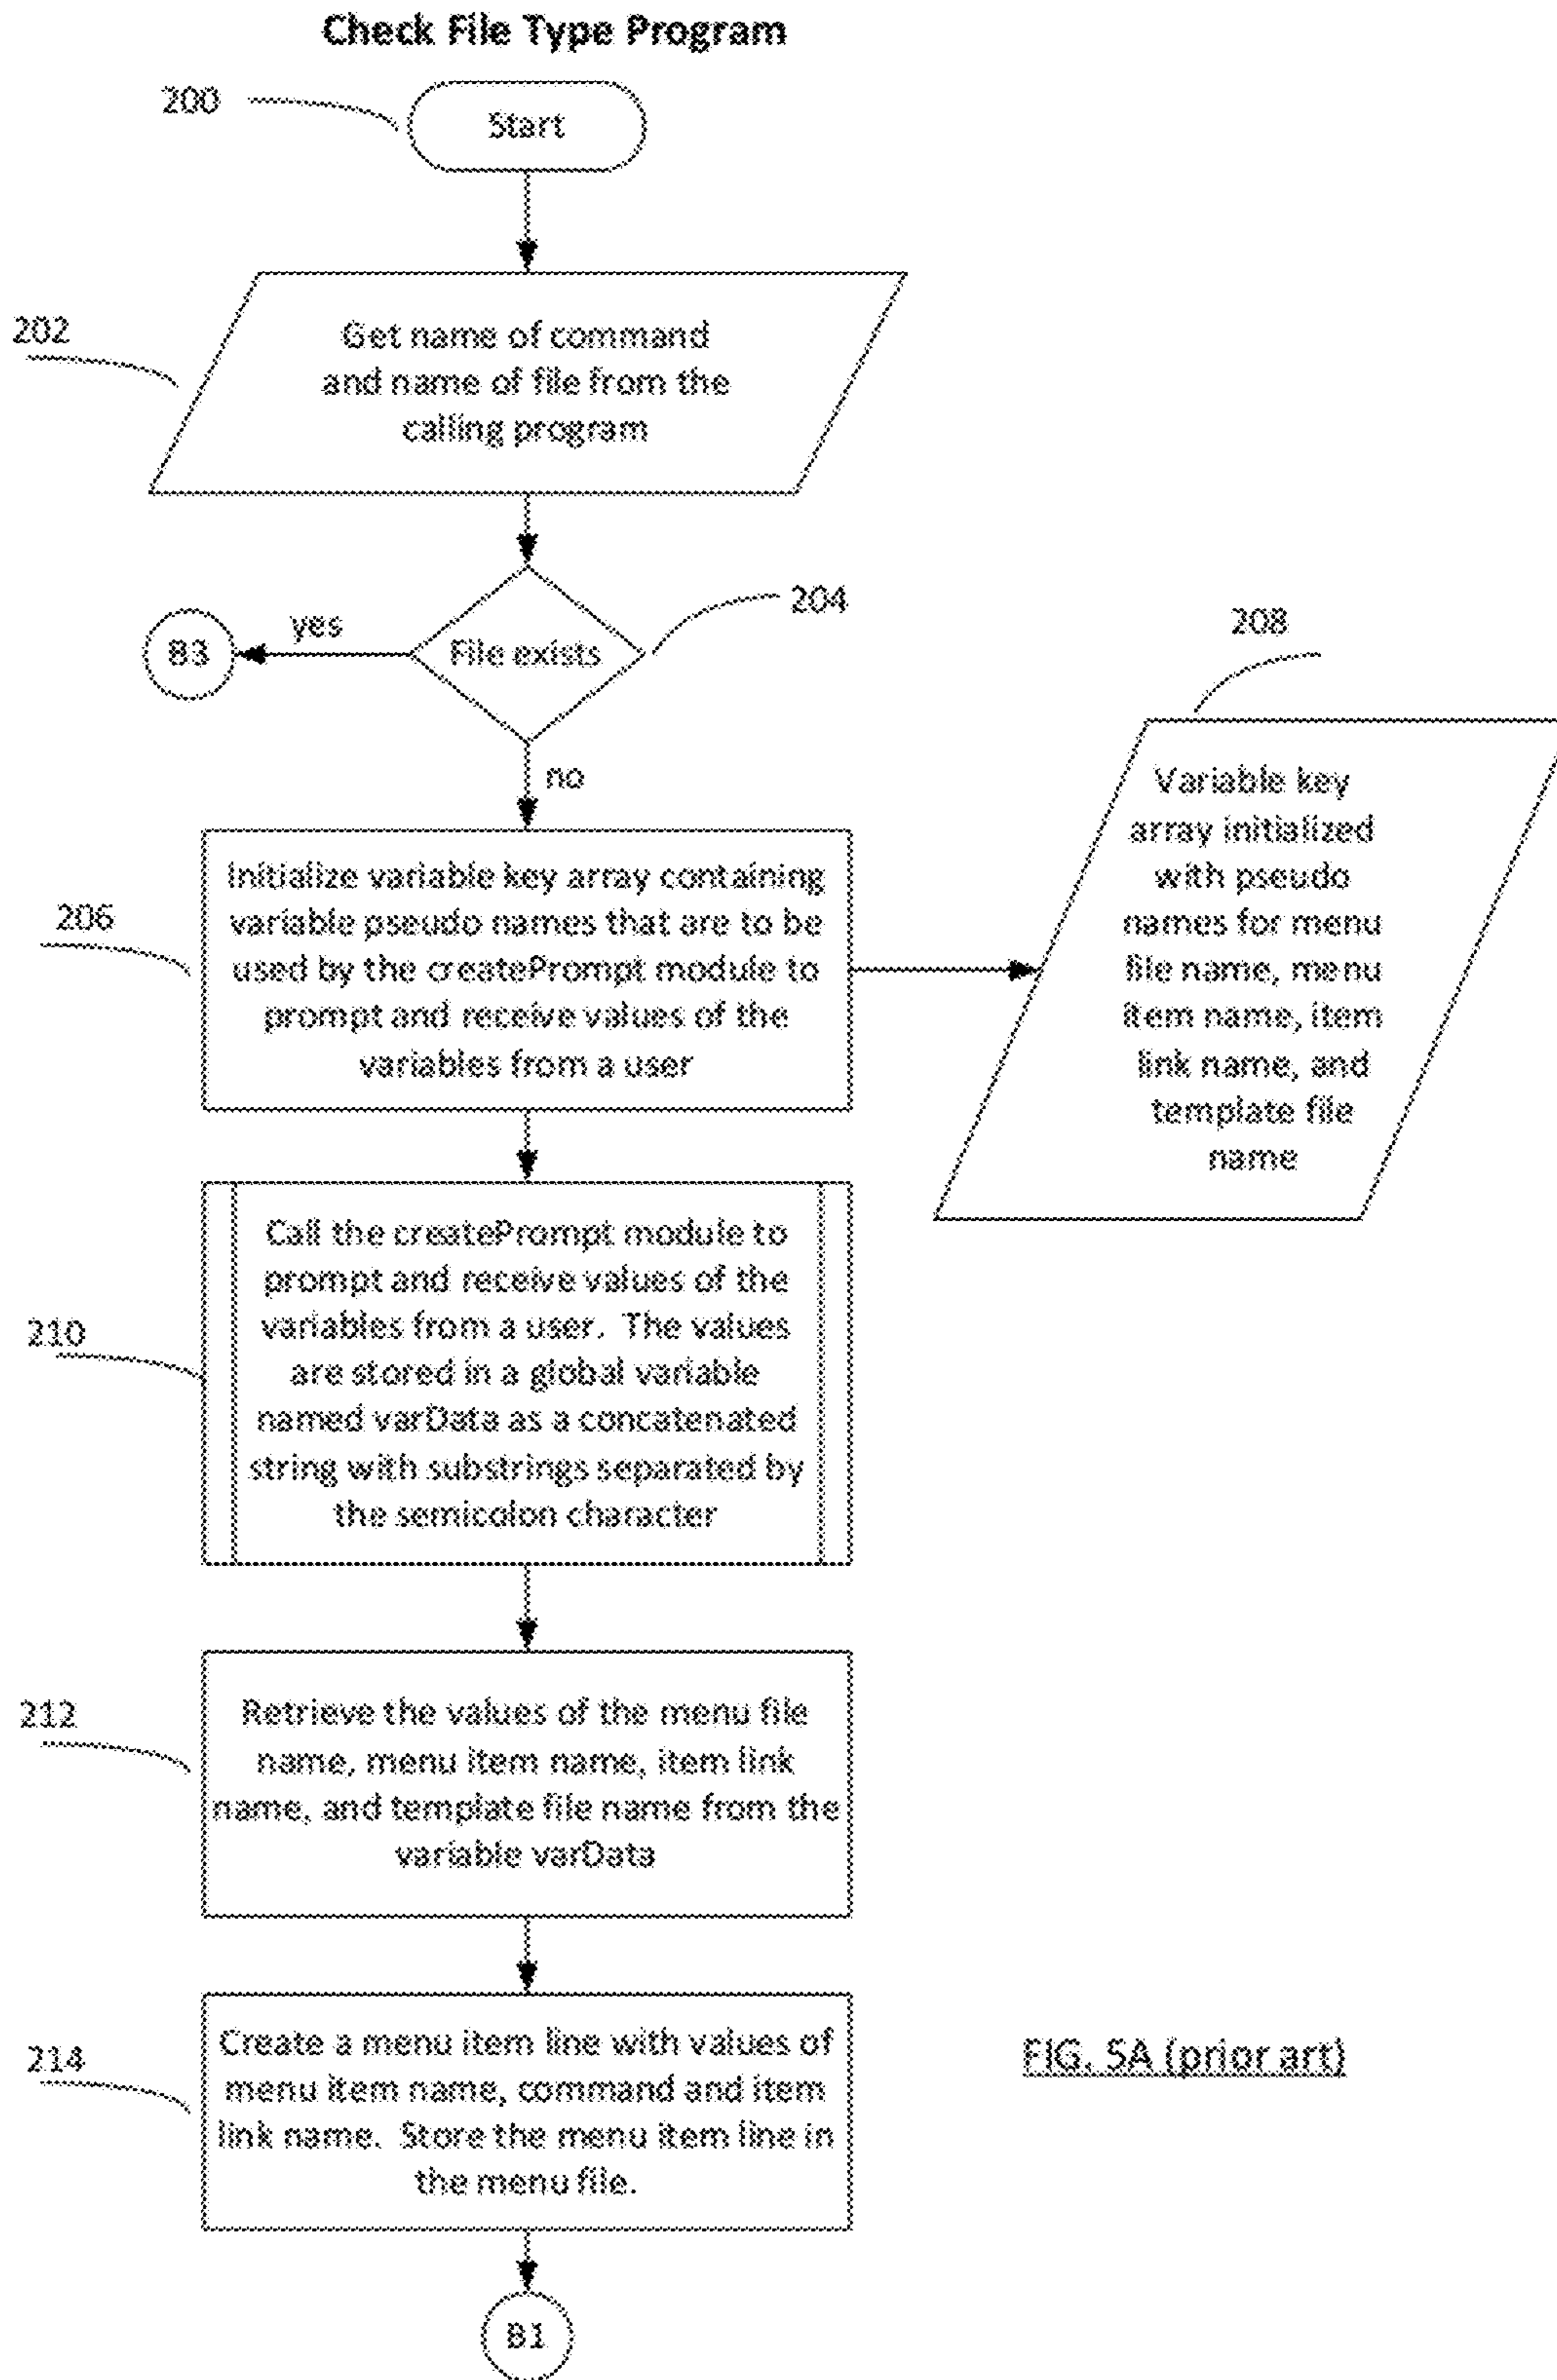 Check File Type Program
200
Start
202
Get name of command
and name of file from the
calling program
204
File exists
yes
B3
no
206
Initialize variable key array containing
variable pseudo names that are to be
used by the createPrompt module to
prompt and receive values of the
variables from a user
208
Variable key
array initialized
with pseudo
names for menu
file name, menu
item name, item
link name, and
template file
name
210
Call the createPrompt module to
prompt and receive values of the
variables from a user. The values
are stored in a global variable
named varData as a concatenated
string with substrings separated by
the semicolon character
212
Retrieve the values of the menu file
name, menu item name, item link
name, and template file name from the
variable varData
214
Create a menu item line with values of
menu item name, command and item
link name. Store the menu item line in
the menu file.
B1
FIG. 5A (prior art)